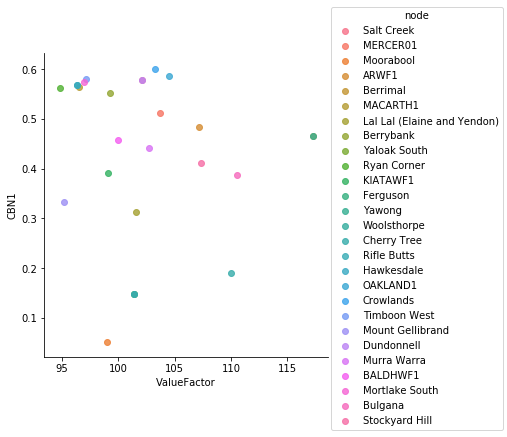 node
Salt Creek
MERCER01
Moorabool
ARWF1
Berrimal
MACARTH1
Lal Lal (Elaine and Yendon)
Berrybank
Yaloak South
Ryan Corner
KIATAWF1
Ferguson
Yawong
Woolsthorpe
Cherry Tree
Rifle Butts
Hawkesdale
OAKLAND1
Crowlands
Timboon West
Mount Gellibrand
Dundonnell
Murra Warra
BALDHWF1
Mortlake South
Bulgana
Stockyard Hill
CBN1
0.6
0.5
0.4
0.3
0.2
0.1
95 100 105 110 115
ValueFactor